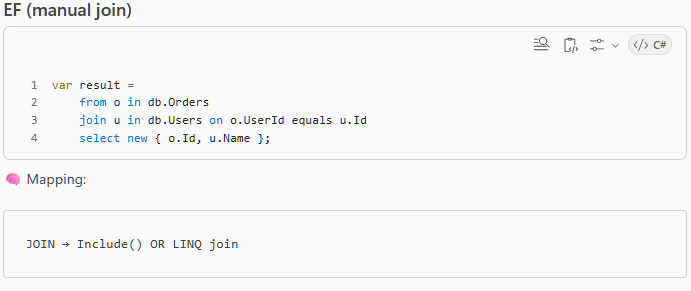 EF (manual join)
</> C#
1 var result =
2     from o in db.Orders
3     join u in db.Users on o.UserId equals u.Id
4     select new { o.Id, u.Name };
🧠 Mapping:
JOIN → Include() OR LINQ join